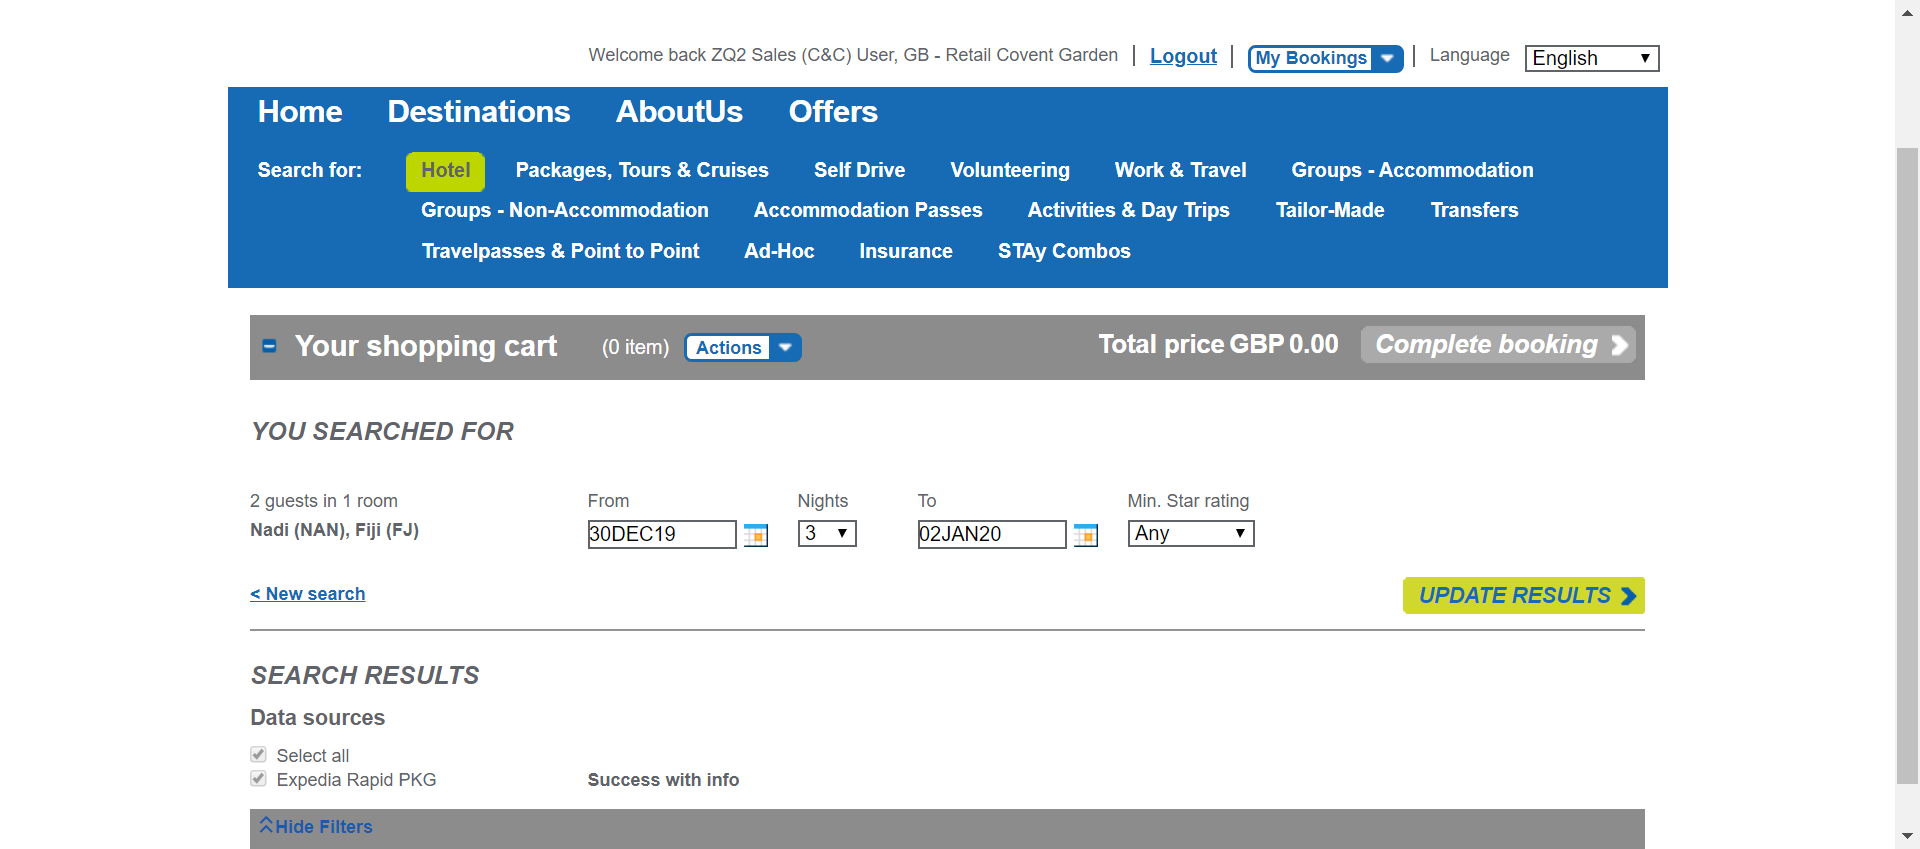 Welcome back ZQ2 Sales (C&C) User, GB - Retail Covent Garden | Logout | My Bookings | Language English
Home Destinations AboutUs Offers
Search for: Hotel Packages, Tours & Cruises Self Drive Volunteering Work & Travel Groups - Accommodation
Groups - Non-Accommodation Accommodation Passes Activities & Day Trips Tailor-Made Transfers
Travelpasses & Point to Point Ad-Hoc Insurance STAy Combos
Your shopping cart (0 item) Actions Total price GBP 0.00 Complete booking
YOU SEARCHED FOR
2 guests in 1 room From Nights To Min. Star rating
Nadi (NAN), Fiji (FJ) 30DEC19 3 02JAN20 Any
< New search UPDATE RESULTS
SEARCH RESULTS
Data sources
Select all
Expedia Rapid PKG Success with info
Hide Filters